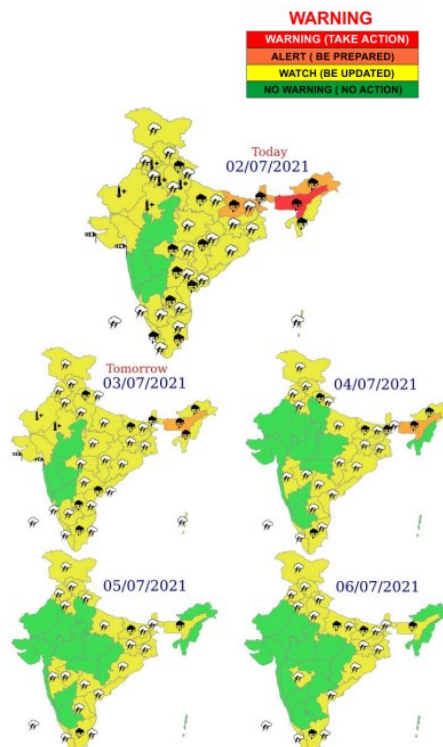 WARNING
WARNING (TAKE ACTION)
ALERT ( BE PREPARED)
WATCH (BE UPDATED)
NO WARNING ( NO ACTION)
Today
02/07/2021
Tomorrow
03/07/2021
04/07/2021
05/07/2021
06/07/2021